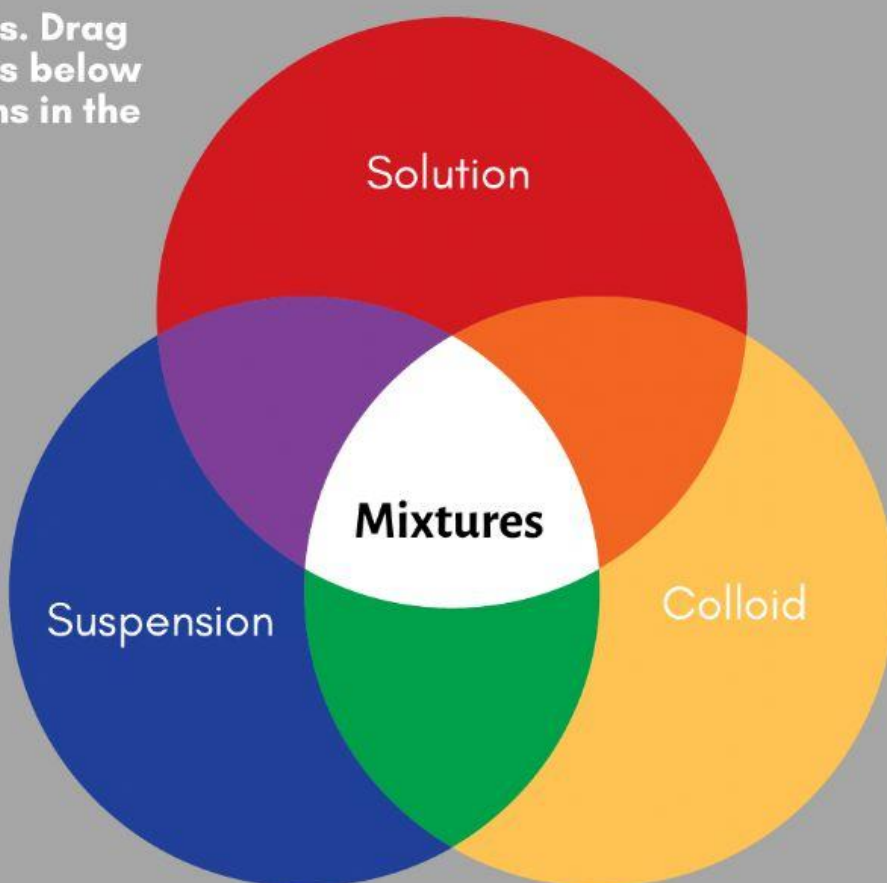 s. Drag
s below
ns in the
Solution
Mixtures
Suspension
Colloid